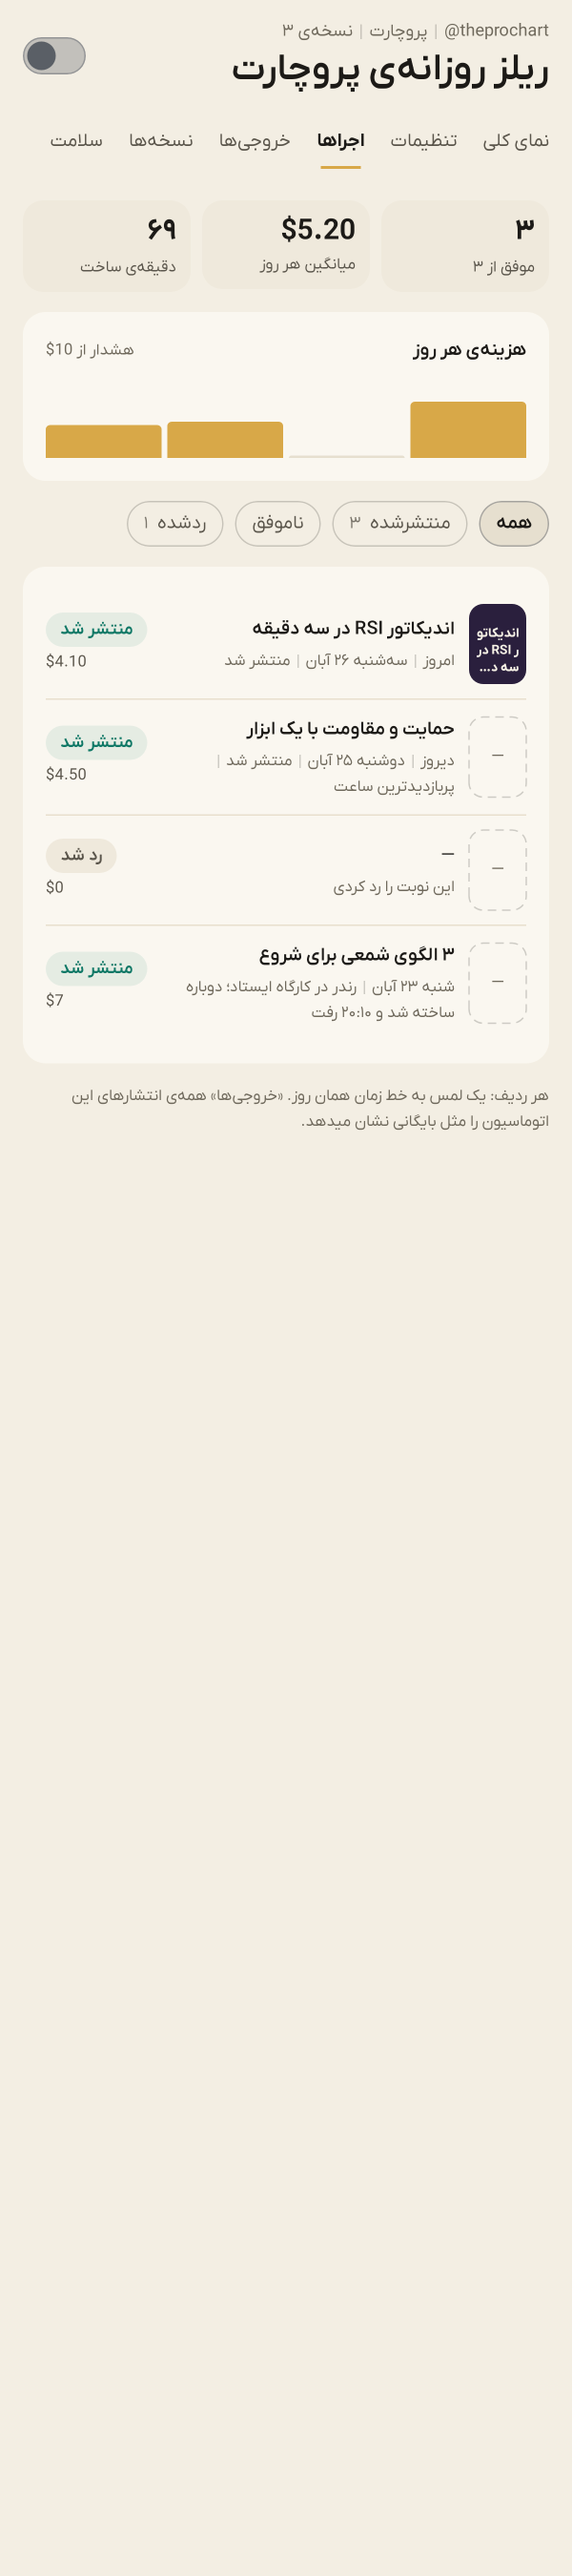 @theprochart | پروچارت | نسخه‌ی ۳
ریلز روزانه‌ی پروچارت
نمای کلی
تنظیمات
اجراها
خروجی‌ها
نسخه‌ها
سلامت
۳
موفق از ۳
$5.20
میانگین هر روز
۶۹
دقیقه‌ی ساخت
هزینه‌ی هر روز
هشدار از $10
همه
منتشرشده ۳
ناموفق
ردشده ۱
اندیکاتو
ر RSI در
سه د...
اندیکاتور RSI در سه دقیقه
امروز | سه‌شنبه ۲۶ آبان | منتشر شد
منتشر شد
$4.10
–
حمایت و مقاومت با یک ابزار
دیروز | دوشنبه ۲۵ آبان | منتشر شد |
پربازدیدترین ساعت
منتشر شد
$4.50
–
–
این نوبت را رد کردی
رد شد
$0
–
۳ الگوی شمعی برای شروع
شنبه ۲۳ آبان | رندر در کارگاه ایستاد؛ دوباره
ساخته شد و ۲۰:۱۰ رفت
منتشر شد
$7
هر ردیف: یک لمس به خط زمان همان روز. «خروجی‌ها» همه‌ی انتشارهای این
اتوماسیون را مثل بایگانی نشان میدهد.